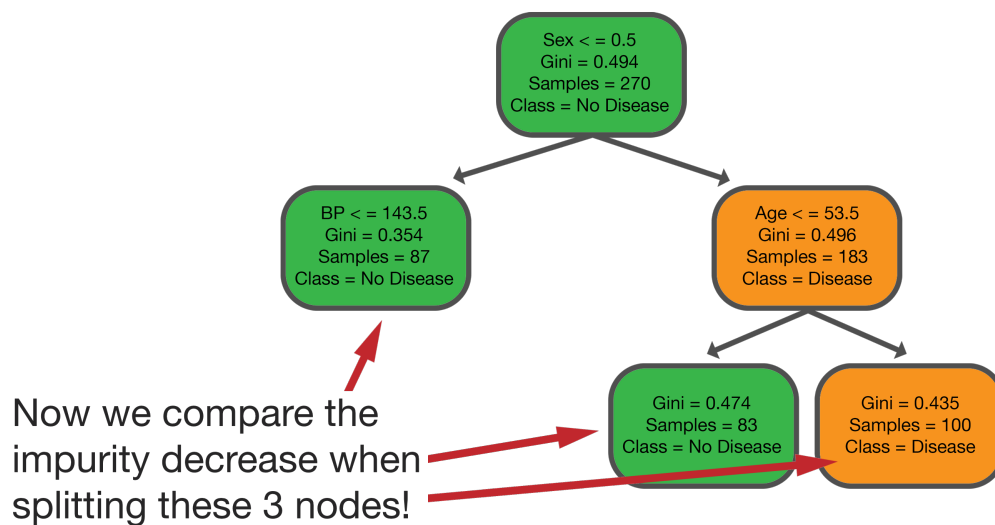 Sex < = 0.5
Gini = 0.494
Samples = 270
Class = No Disease
BP < = 143.5
Gini = 0.354
Samples = 87
Class = No Disease
Age < = 53.5
Gini = 0.496
Samples = 183
Class = Disease
Gini = 0.474
Samples = 83
Class = No Disease
Gini = 0.435
Samples = 100
Class = Disease
Now we compare the
impurity decrease when
splitting these 3 nodes!